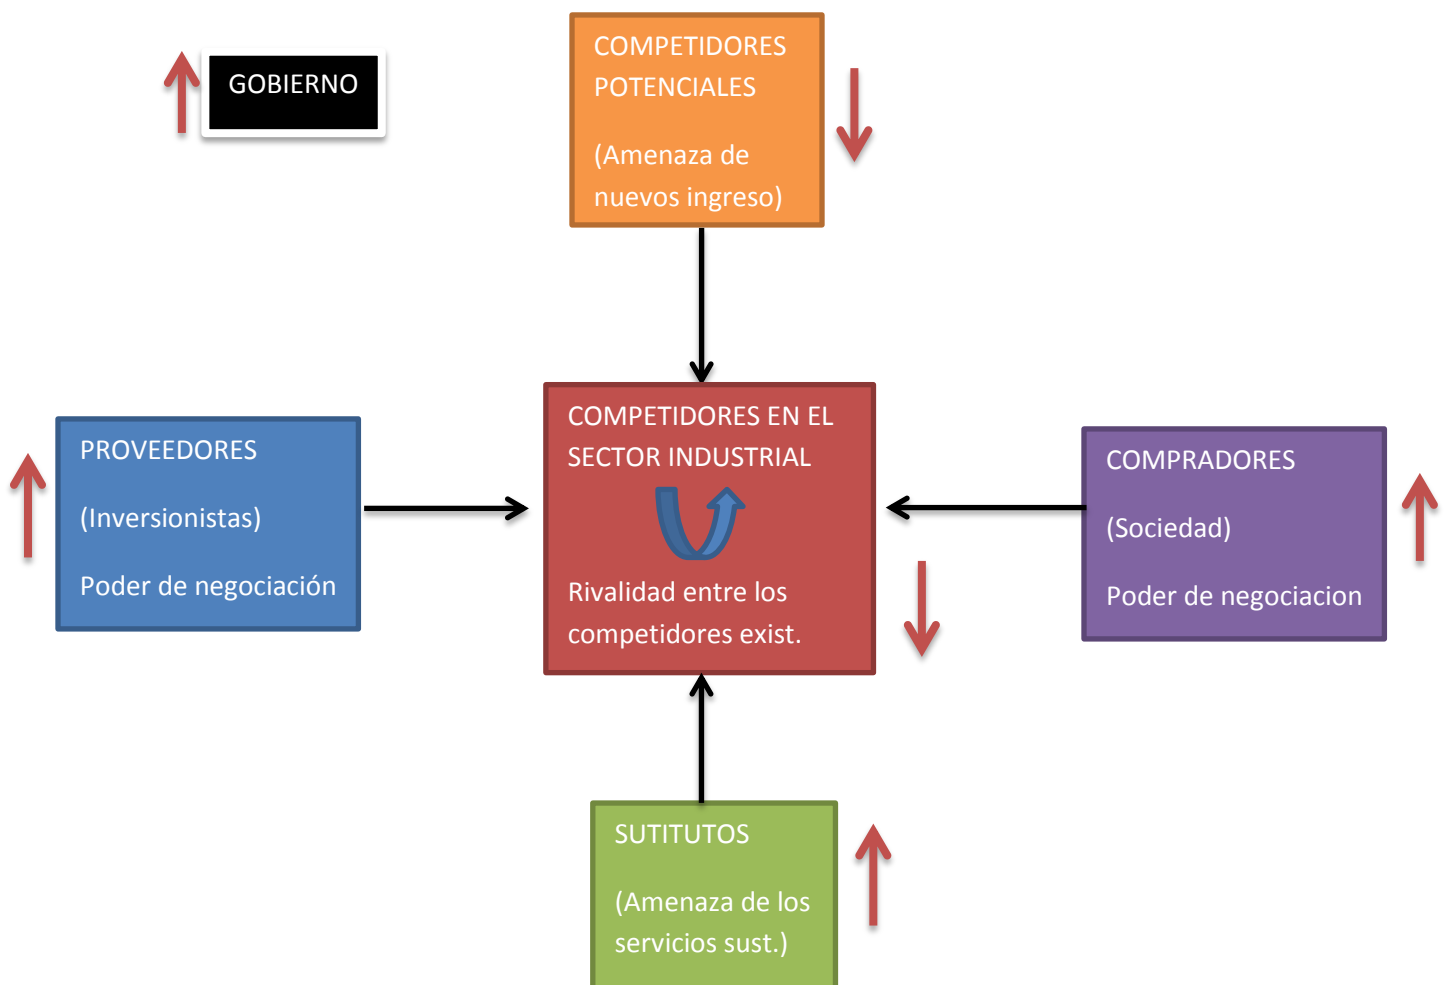 GOBIERNO
COMPETIDORES
POTENCIALES
(Amenaza de
nuevos ingreso)
PROVEEDORES
(Inversionistas)
Poder de negociación
COMPETIDORES EN EL
SECTOR INDUSTRIAL
Rivalidad entre los
competidores exist.
COMPRADORES
(Sociedad)
Poder de negociacion
SUTITUTOS
(Amenaza de los
servicios sust.)